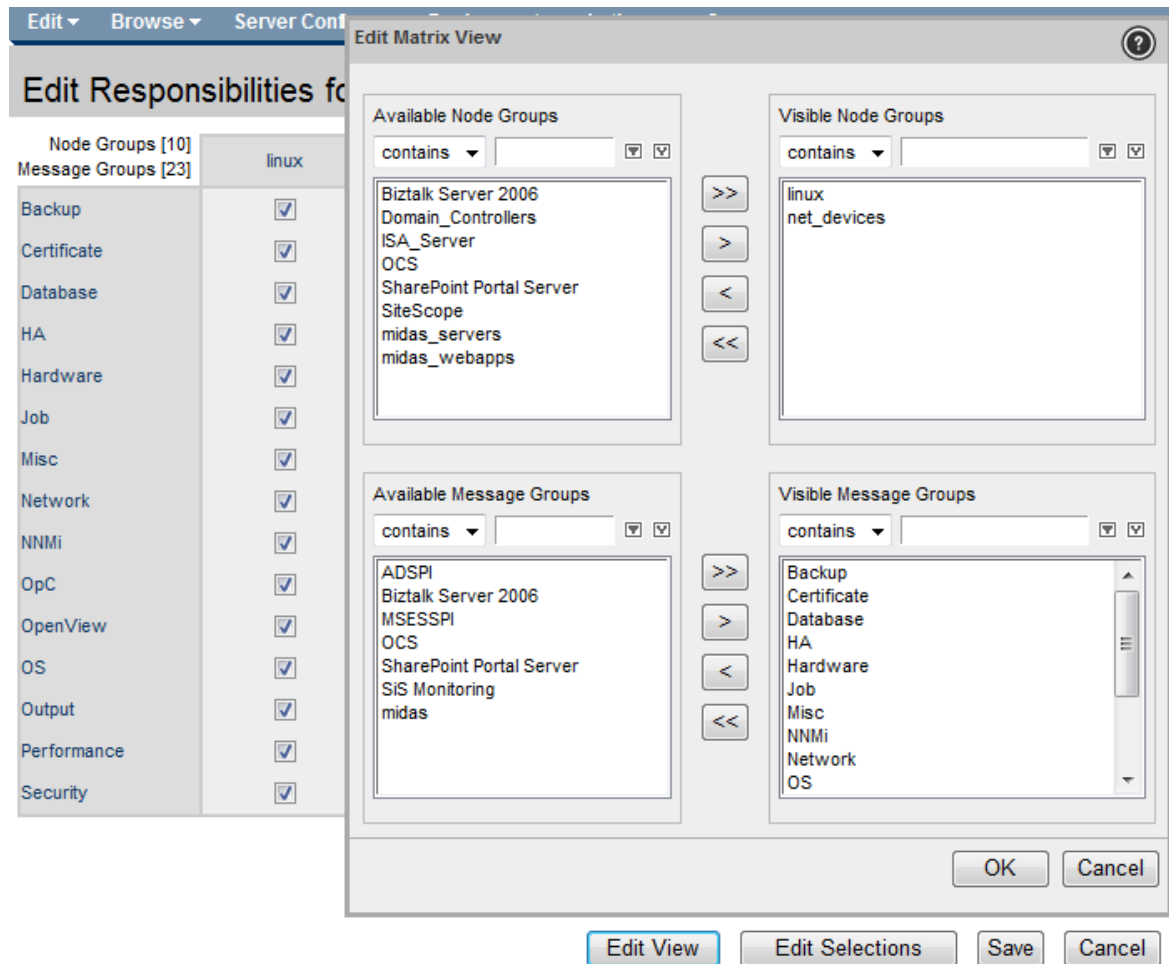 Edit Browse Server Conf
Edit Matrix View
?
Edit Responsibilities fo
Node Groups [10]
Message Groups [23]
linux
Backup
Certificate
Database
HA
Hardware
Job
Misc
Network
NNMi
OpC
OpenView
OS
Output
Performance
Security
Available Node Groups
contains
Biztalk Server 2006
Domain_Controllers
ISA_Server
OCS
SharePoint Portal Server
SiteScope
midas_servers
midas_webapps
>>
>
<
<<
Visible Node Groups
contains
linux
net_devices
Available Message Groups
contains
ADSPI
Biztalk Server 2006
MSESSPI
OCS
SharePoint Portal Server
SiS Monitoring
midas
>>
>
<
<<
Visible Message Groups
contains
Backup
Certificate
Database
HA
Hardware
Job
Misc
NNMi
Network
OS
OK Cancel
Edit View Edit Selections Save Cancel